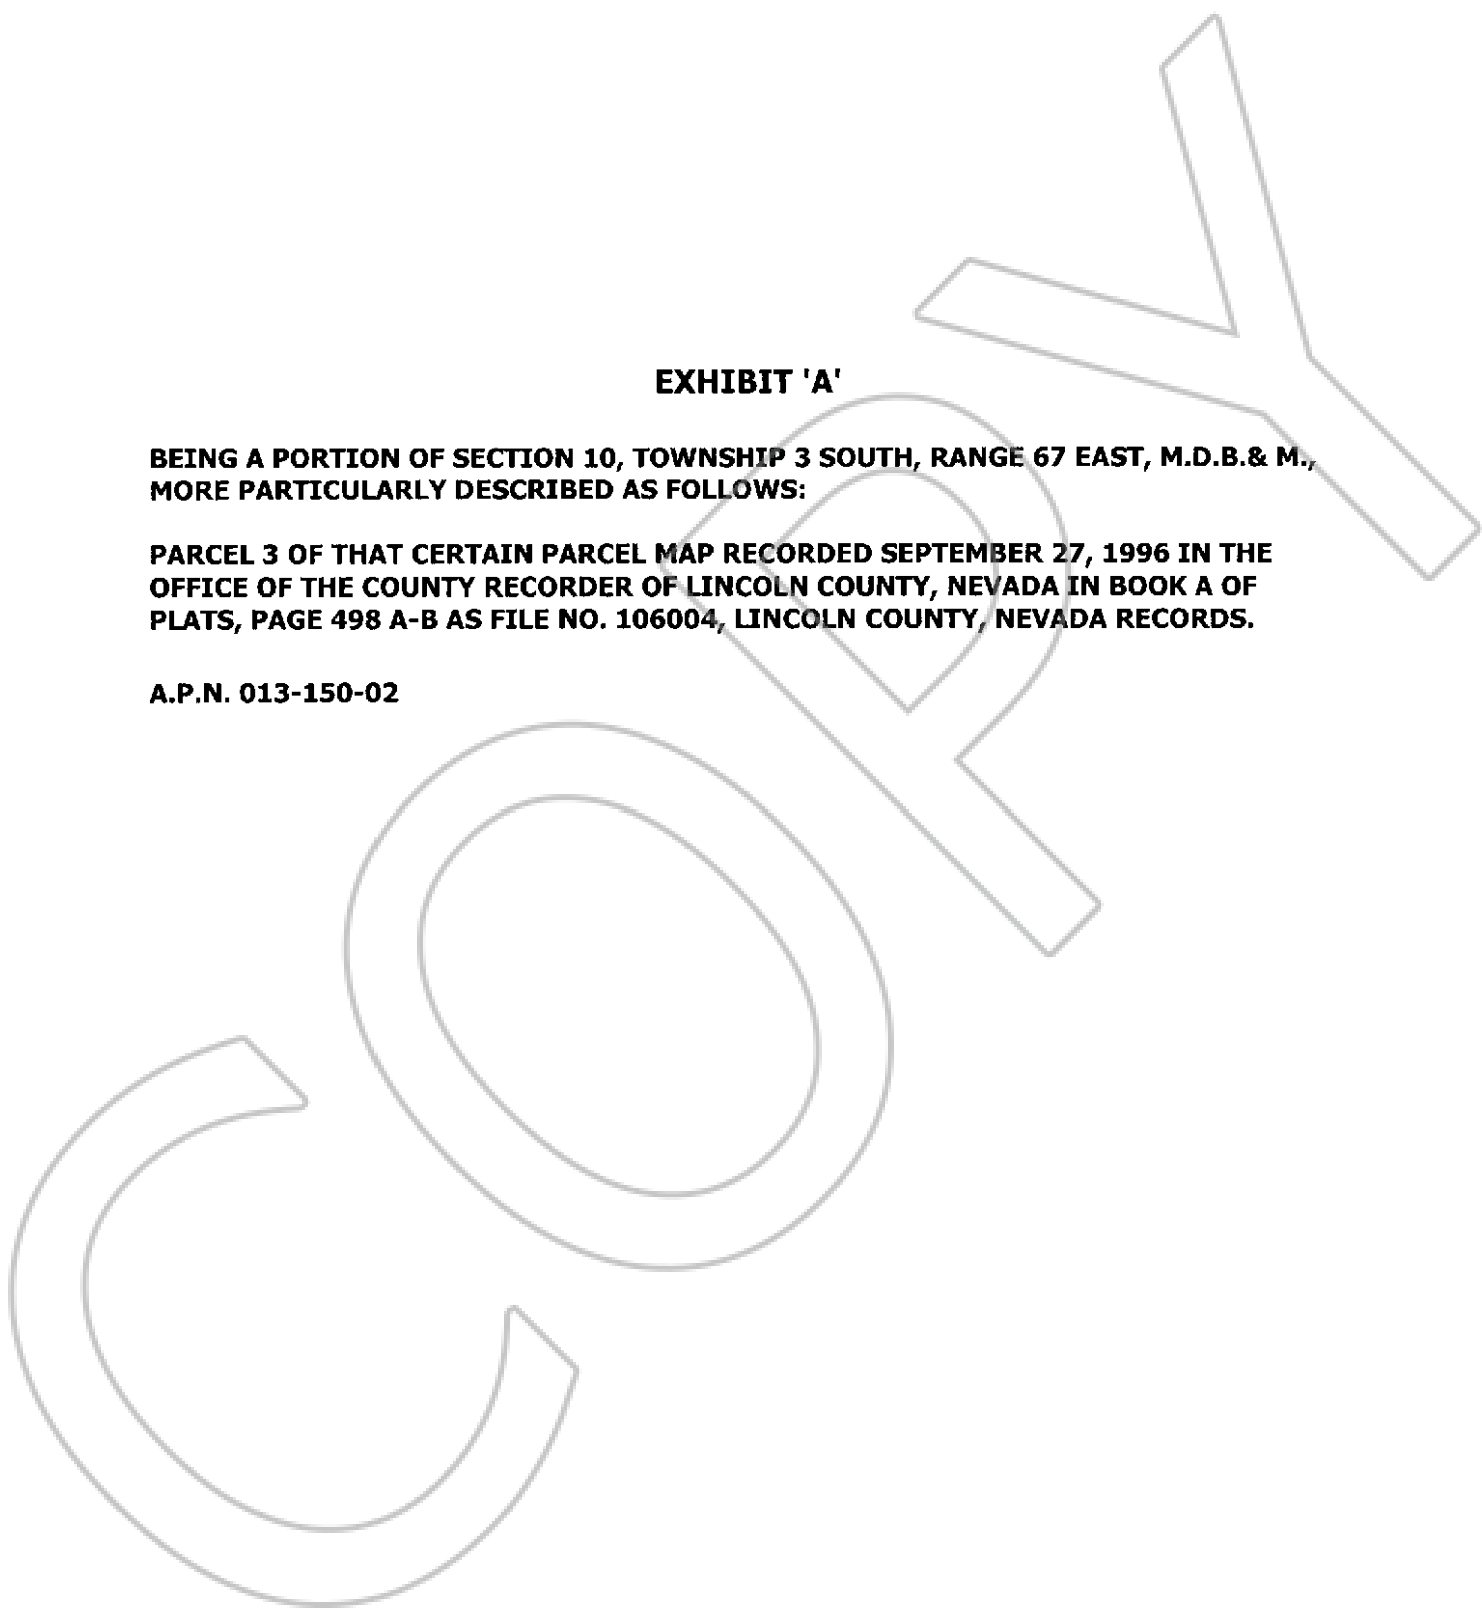 EXHIBIT 'A'
BEING A PORTION OF SECTION 10, TOWNSHIP 3 SOUTH, RANGE 67 EAST, M.D.B.& M.,
MORE PARTICULARLY DESCRIBED AS FOLLOWS:
PARCEL 3 OF THAT CERTAIN PARCEL MAP RECORDED SEPTEMBER 27, 1996 IN THE
OFFICE OF THE COUNTY RECORDER OF LINCOLN COUNTY, NEVADA IN BOOK A OF
PLATS, PAGE 498 A-B AS FILE NO. 106004, LINCOLN COUNTY, NEVADA RECORDS.
A.P.N. 013-150-02
COPY